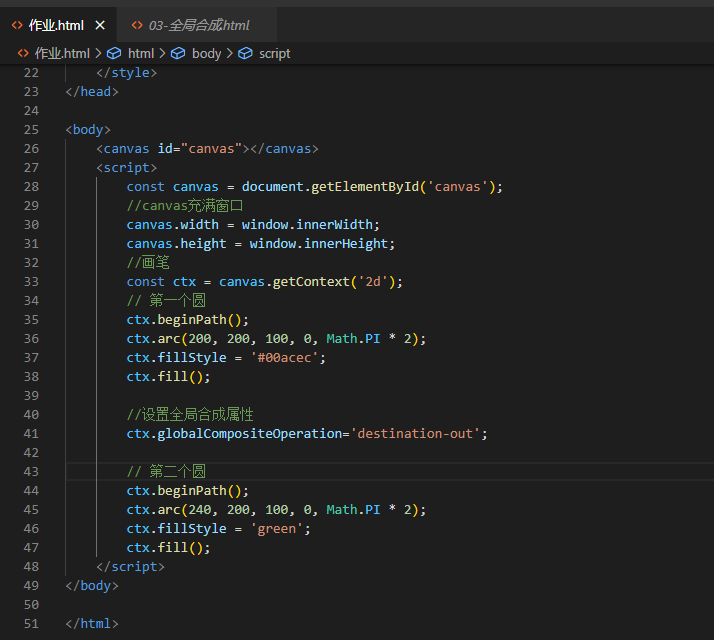 作业.html × 03-全局合成.html
作业.html > html > body > script
22 </style>
23 </head>
24
25 <body>
26 <canvas id="canvas"></canvas>
27 <script>
28 const canvas = document.getElementById('canvas');
29 //canvas充满窗口
30 canvas.width = window.innerWidth;
31 canvas.height = window.innerHeight;
32 //画笔
33 const ctx = canvas.getContext('2d');
34 // 第一个圆
35 ctx.beginPath();
36 ctx.arc(200, 200, 100, 0, Math.PI * 2);
37 ctx.fillStyle = '#00acec';
38 ctx.fill();
39
40 //设置全局合成属性
41 ctx.globalCompositeOperation='destination-out';
42
43 // 第二个圆
44 ctx.beginPath();
45 ctx.arc(240, 200, 100, 0, Math.PI * 2);
46 ctx.fillStyle = 'green';
47 ctx.fill();
48 </script>
49 </body>
50
51 </html>